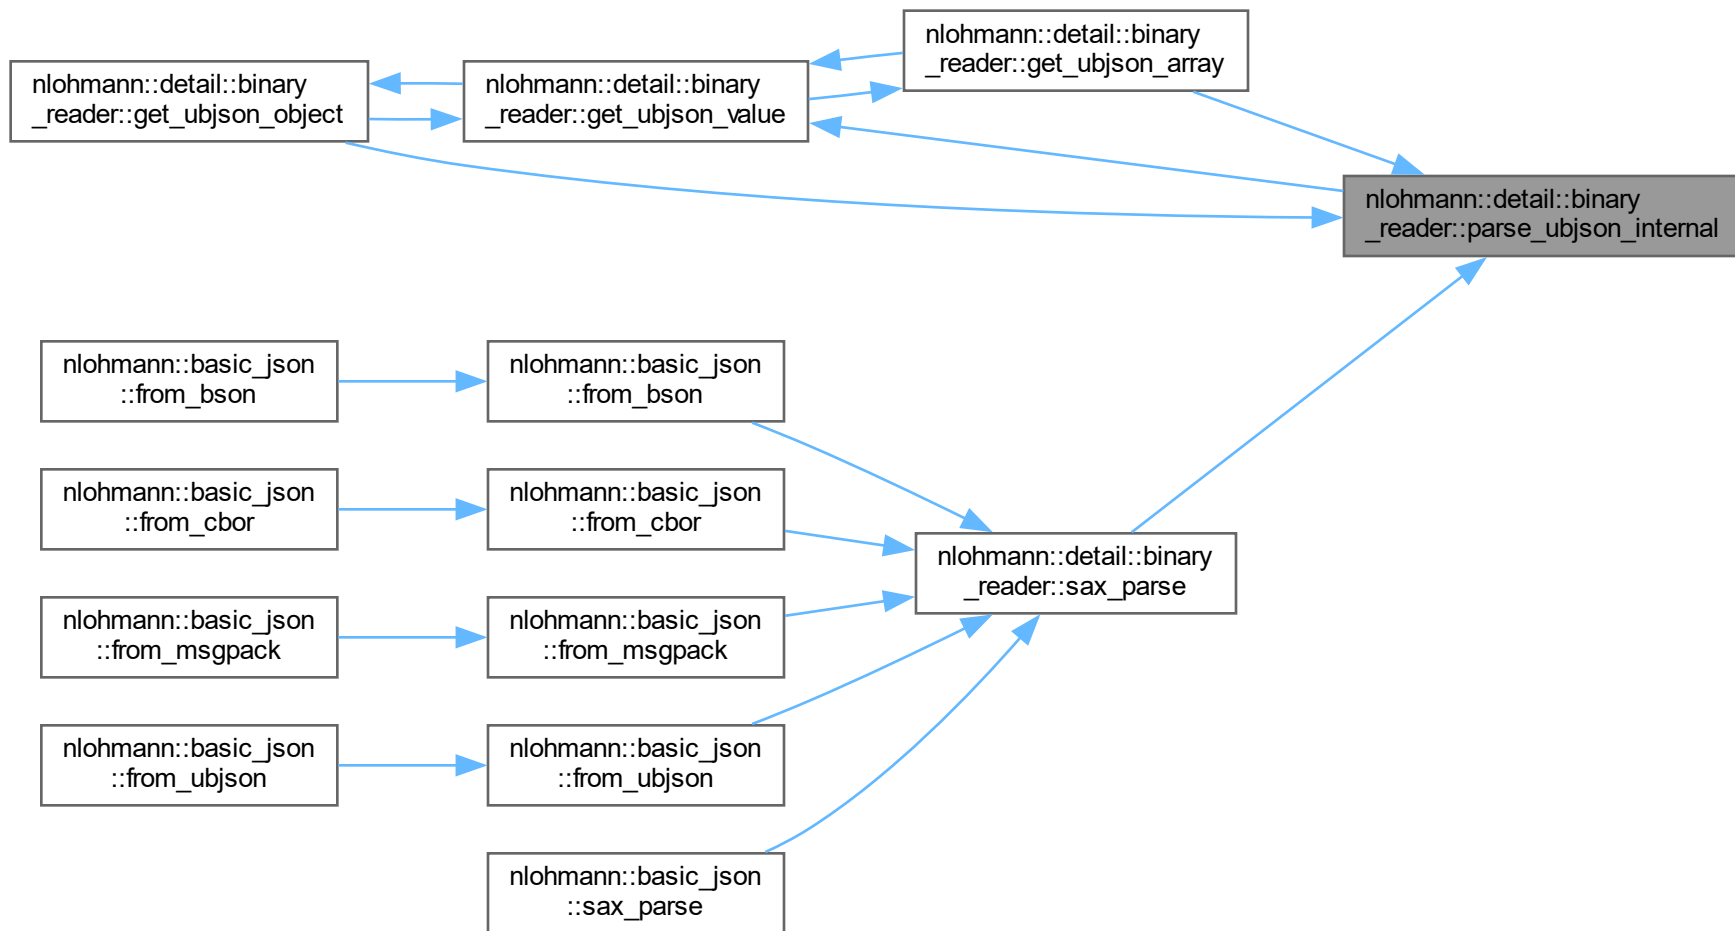 nlohmann::detail::binary
_reader::get_ubjson_array
nlohmann::detail::binary
_reader::get_ubjson_object
nlohmann::detail::binary
_reader::get_ubjson_value
nlohmann::detail::binary
_reader::parse_ubjson_internal
nlohmann::basic_json
::from_bson
nlohmann::basic_json
::from_bson
nlohmann::basic_json
::from_cbor
nlohmann::basic_json
::from_cbor
nlohmann::detail::binary
_reader::sax_parse
nlohmann::basic_json
::from_msgpack
nlohmann::basic_json
::from_msgpack
nlohmann::basic_json
::from_ubjson
nlohmann::basic_json
::from_ubjson
nlohmann::basic_json
::sax_parse